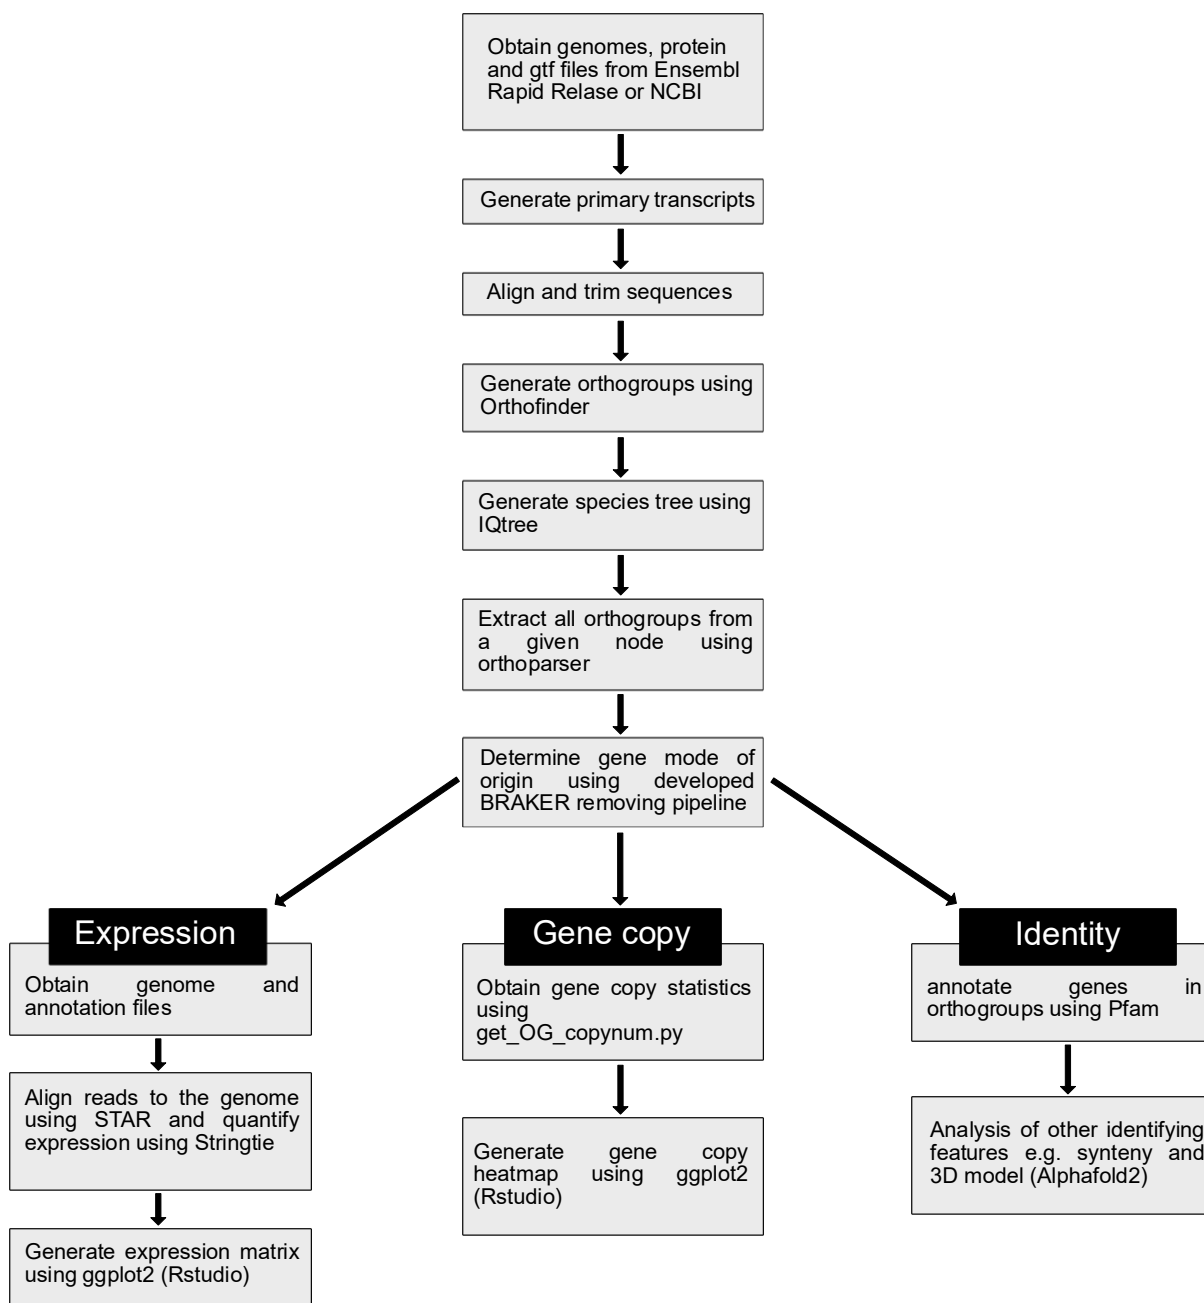 Obtain genomes, protein
and gtf files from Ensembl
Rapid Relase or NCBI
Generate primary transcripts
Align and trim sequences
Generate orthogroups using
Orthofinder
Generate species tree using
IQtree
Extract all orthogroups from
a given node using
orthoparser
Determine gene mode of
origin using developed
BRAKER removing pipeline
Expression
Obtain genome and
annotation files
Align reads to the genome
using STAR and quantify
expression using Stringtie
Generate expression matrix
using ggplot2 (Rstudio)
Gene copy
Obtain gene copy statistics
using
get_OG_copynum.py
Generate gene copy
heatmap using ggplot2
(Rstudio)
Identity
annotate genes in
orthogroups using Pfam
Analysis of other identifying
features e.g. synteny and
3D model (Alphafold2)